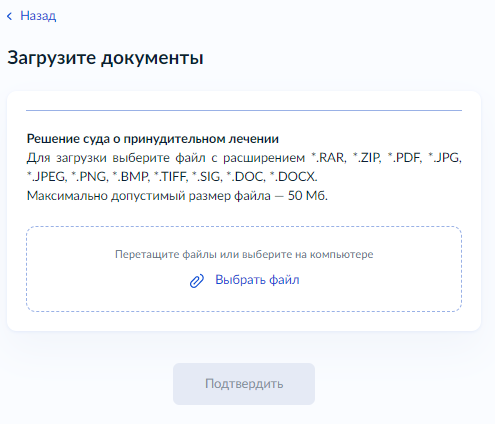 Назад
Загрузите документы
Решение суда о принудительном лечении
Для загрузки выберите файл с расширением *.RAR, *.ZIP, *.PDF, *.JPG,
*.JPEG, *.PNG, *.BMP, *.TIFF, *.SIG, *.DOC, *.DOCX.
Максимально допустимый размер файла — 50 Мб.
Перетащите файлы или выберите на компьютере
Выбрать файл
Подтвердить